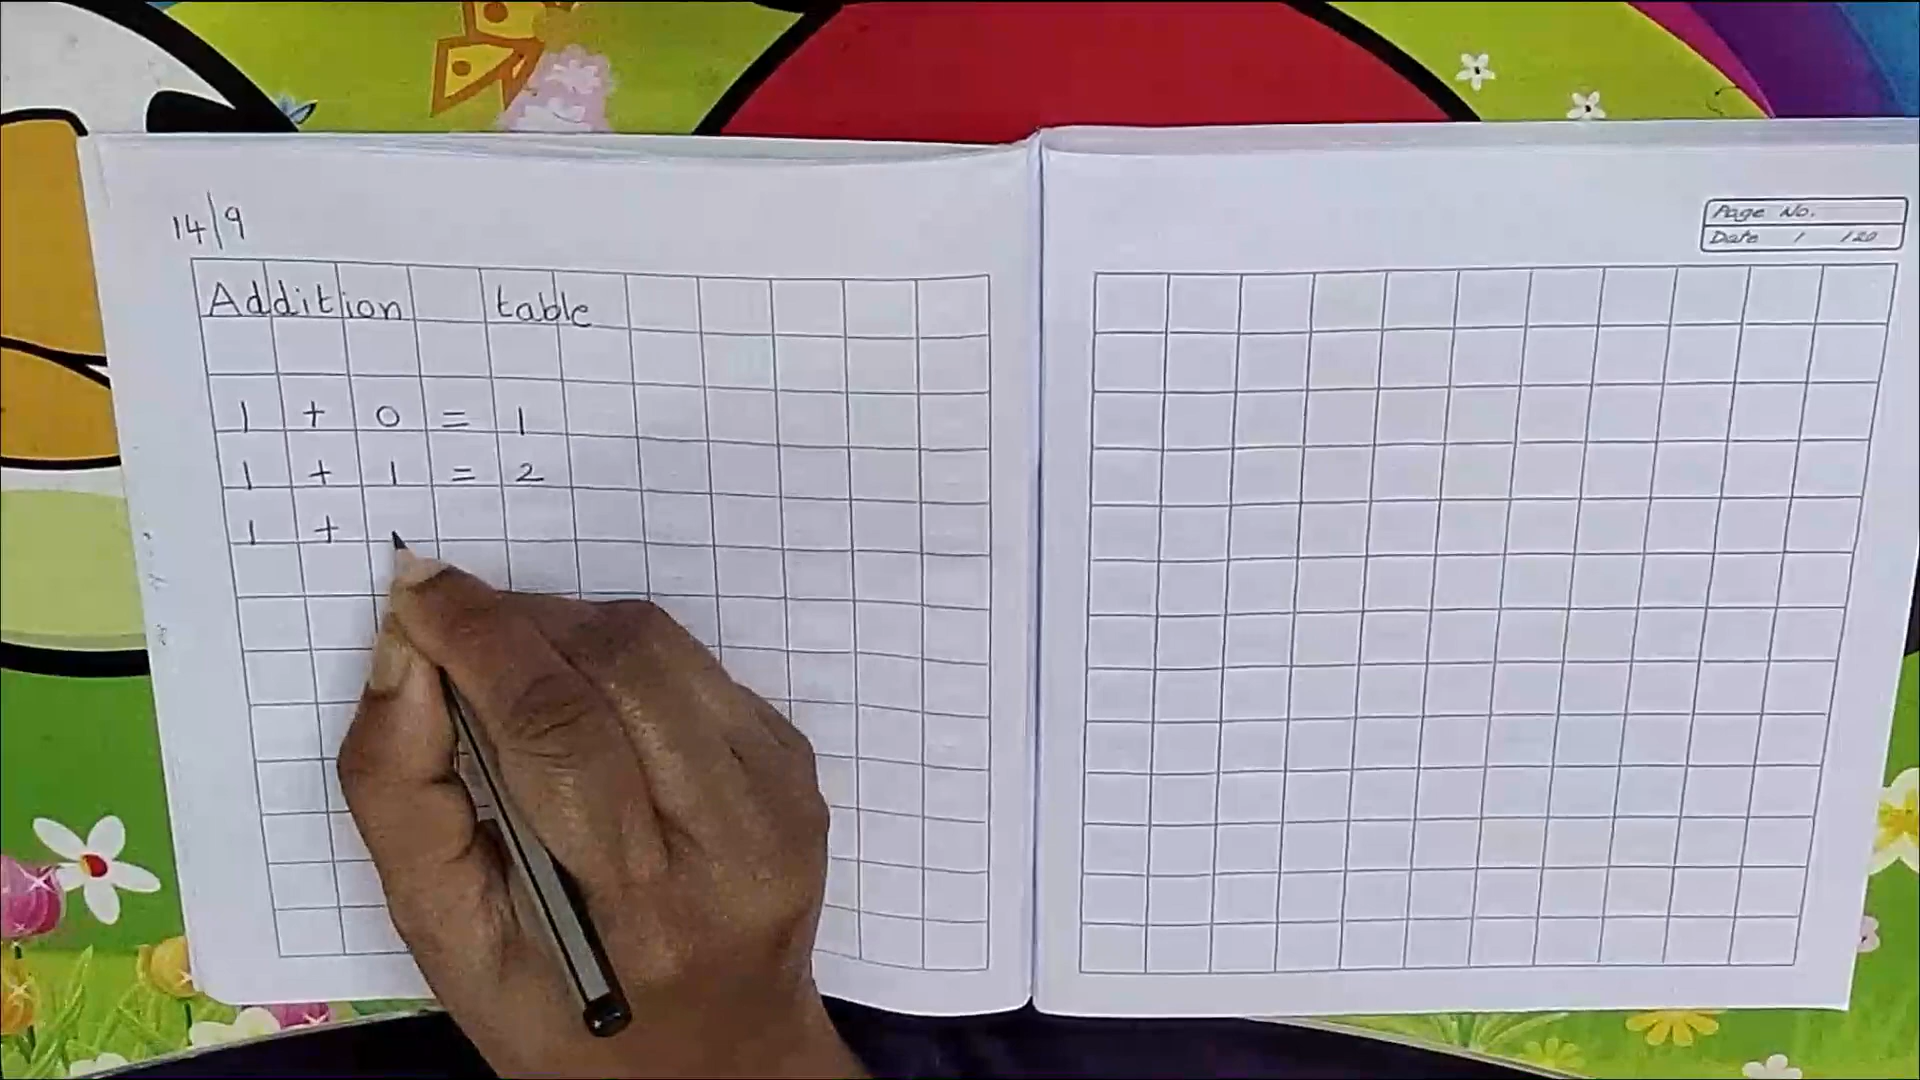 14/9
Addition table
1 + 0 = 1
1 + 1 = 2
1 +
Page No.
Date / /20